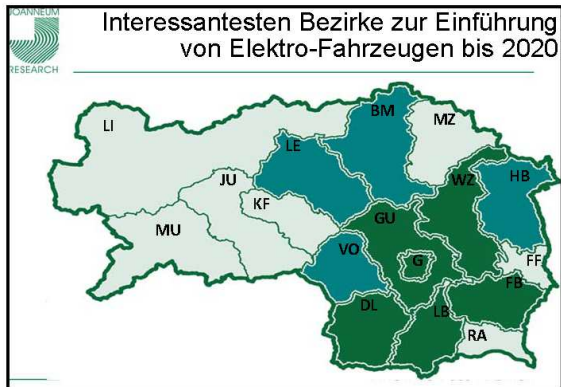 JOANNEUM
RESEARCH
Interessantesten Bezirke zur Einführung
von Elektro-Fahrzeugen bis 2020
LI
BM
MZ
LE
JU
WZ
HB
KF
GU
MU
VO
G
FF
FB
DL
LB
RA